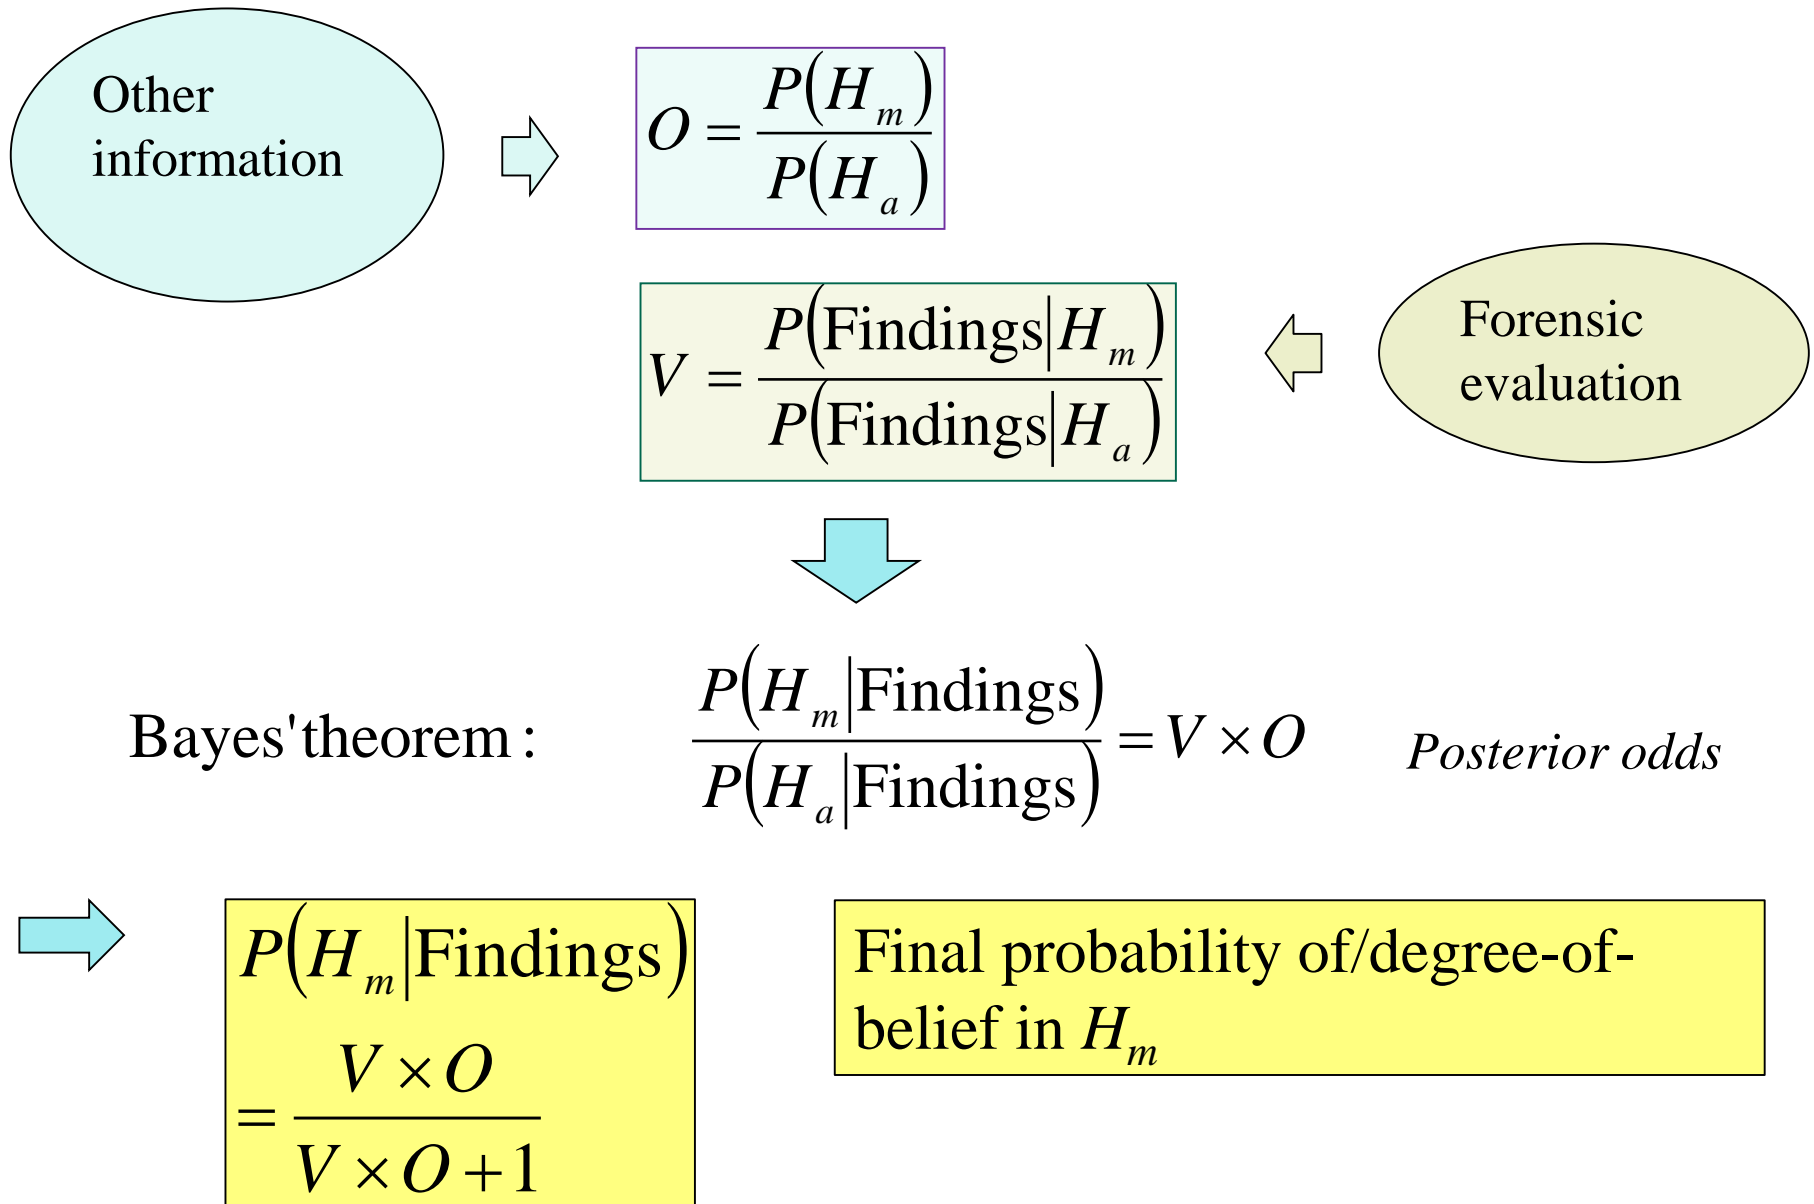 Other
information
O = P(H_m) / P(H_a)
V = P(Findings|H_m) / P(Findings|H_a)
Forensic
evaluation
Bayes' theorem : P(H_m|Findings) / P(H_a|Findings) = V × O Posterior odds
P(H_m|Findings)
= V × O / V × O + 1
Final probability of/degree-of-
belief in H_m